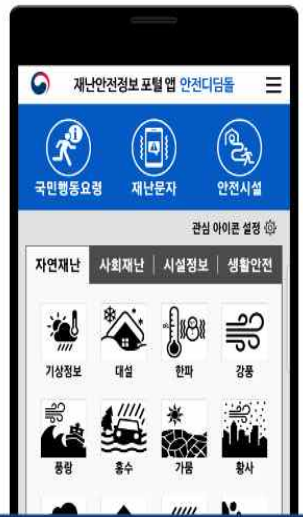 재난안전정보 포털 앱 안전디딤돌
국민행동요령 재난문자 안전시설
관심 아이콘 설정
자연재난 사회재난 시설정보 생활안전
기상정보 대설 한파 강풍
풍랑 홍수 가뭄 황사